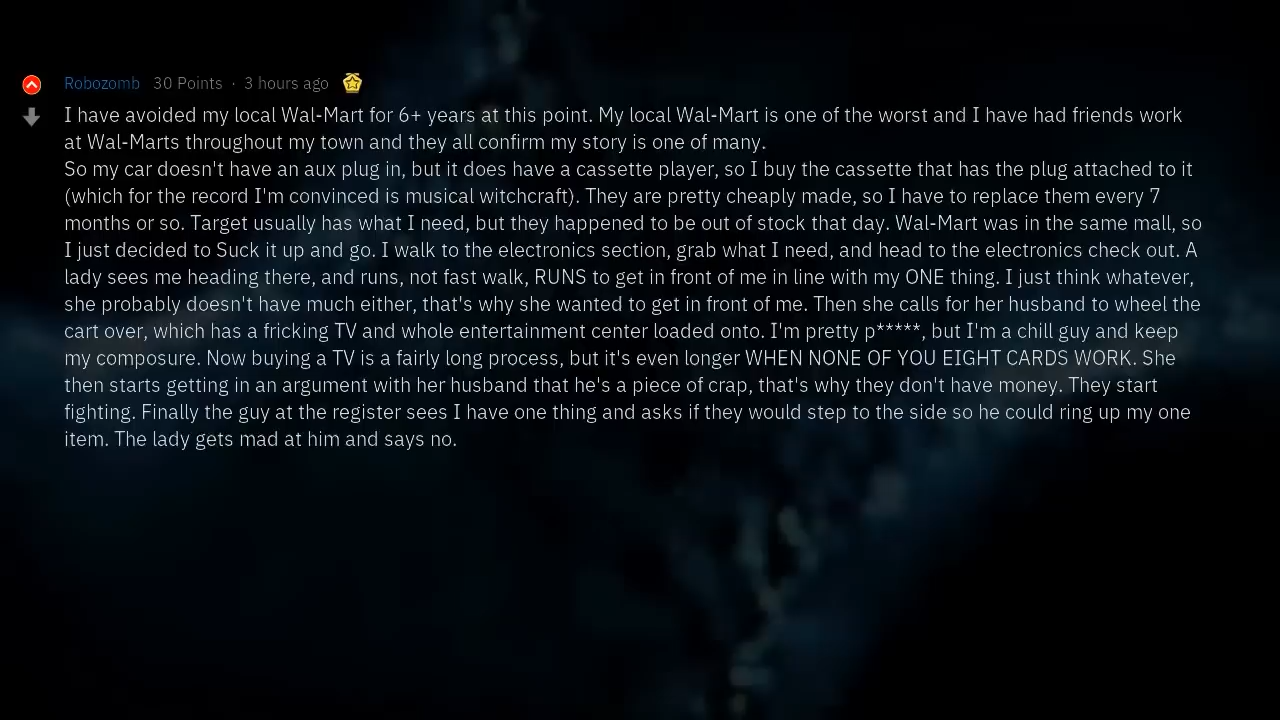 Robozomb 30 Points · 3 hours ago
I have avoided my local Wal-Mart for 6+ years at this point. My local Wal-Mart is one of the worst and I have had friends work
at Wal-Marts throughout my town and they all confirm my story is one of many.
So my car doesn't have an aux plug in, but it does have a cassette player, so I buy the cassette that has the plug attached to it
(which for the record I'm convinced is musical witchcraft). They are pretty cheaply made, so I have to replace them every 7
months or so. Target usually has what I need, but they happened to be out of stock that day. Wal-Mart was in the same mall, so
I just decided to Suck it up and go. I walk to the electronics section, grab what I need, and head to the electronics check out. A
lady sees me heading there, and runs, not fast walk, RUNS to get in front of me in line with my ONE thing. I just think whatever,
she probably doesn't have much either, that's why she wanted to get in front of me. Then she calls for her husband to wheel the
cart over, which has a fricking TV and whole entertainment center loaded onto. I'm pretty p*****, but I'm a chill guy and keep
my composure. Now buying a TV is a fairly long process, but it's even longer WHEN NONE OF YOU EIGHT CARDS WORK. She
then starts getting in an argument with her husband that he's a piece of crap, that's why they don't have money. They start
fighting. Finally the guy at the register sees I have one thing and asks if they would step to the side so he could ring up my one
item. The lady gets mad at him and says no.